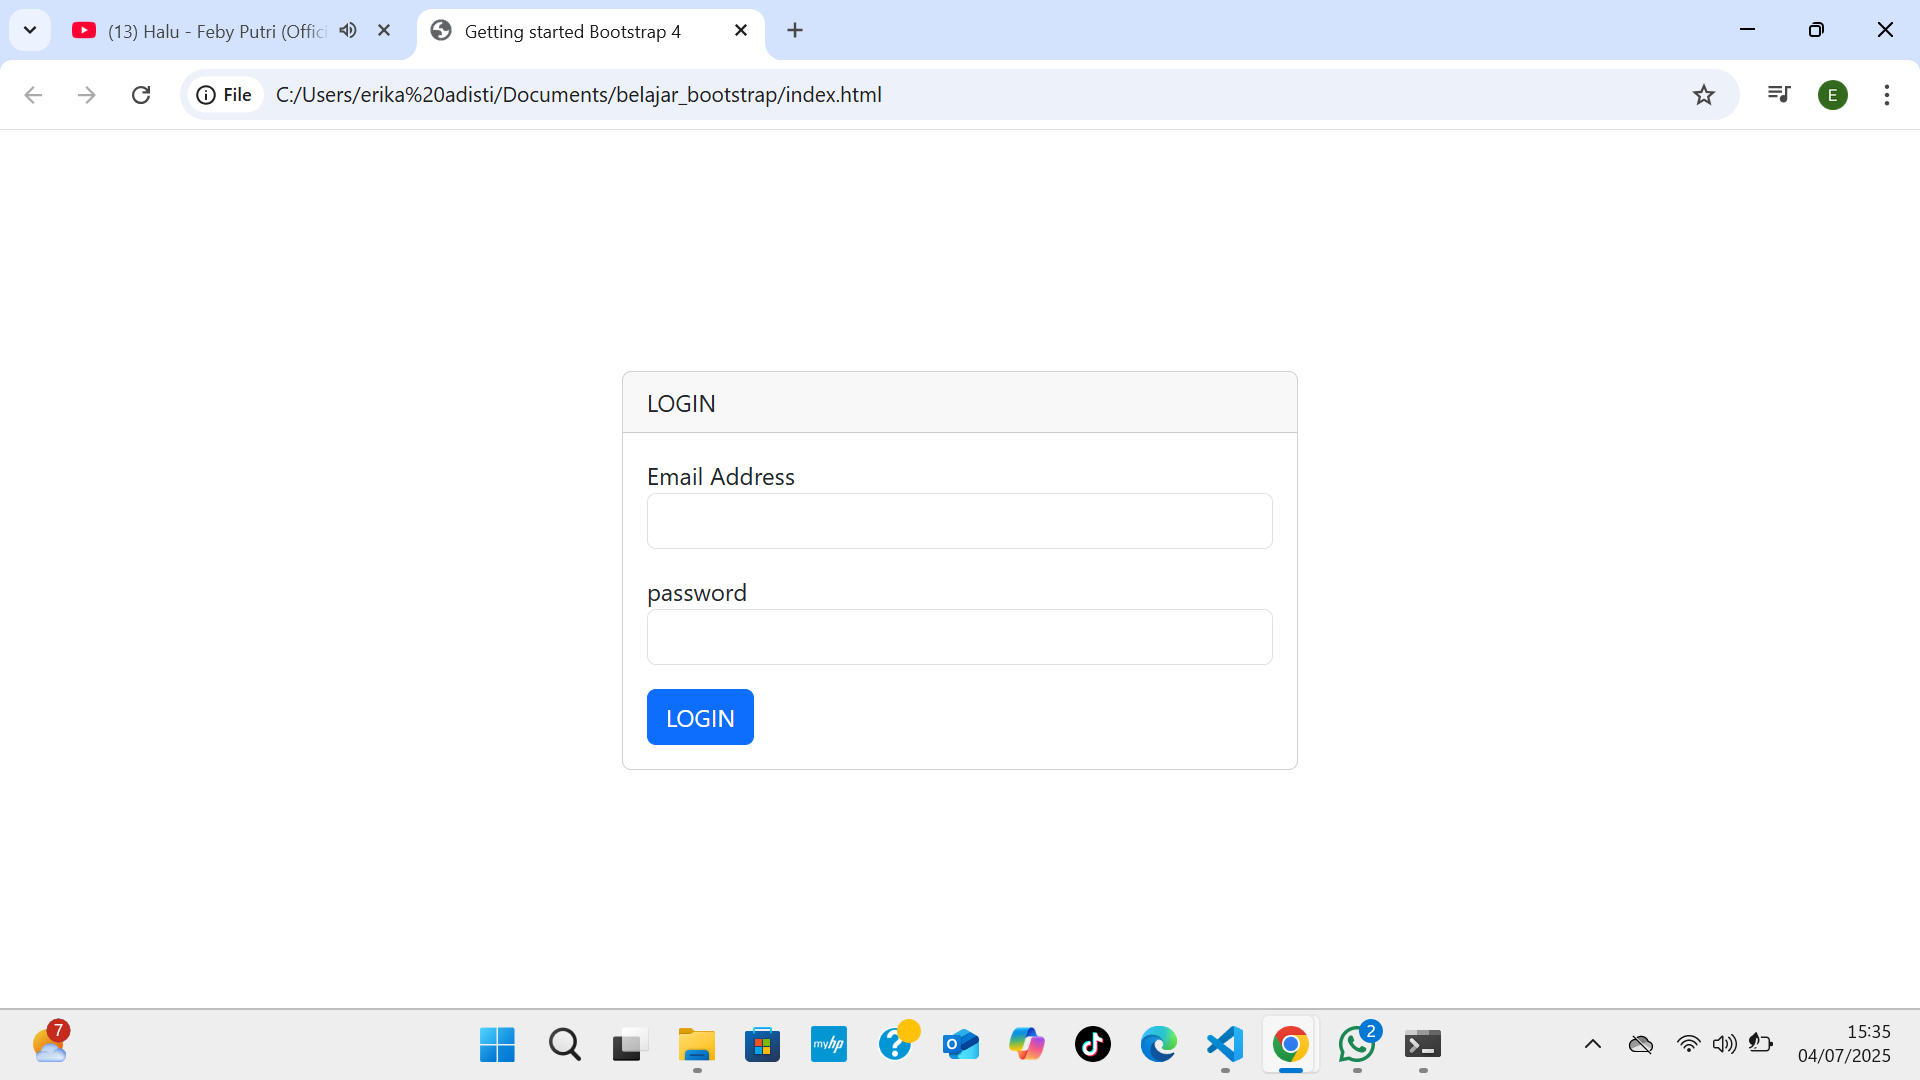 (13) Halu - Feby Putri (Offici
Getting started Bootstrap 4
File
C:/Users/erika%20adisti/Documents/belajar_bootstrap/index.html
E
LOGIN
Email Address
password
LOGIN
7
myhp
2
15:35
04/07/2025